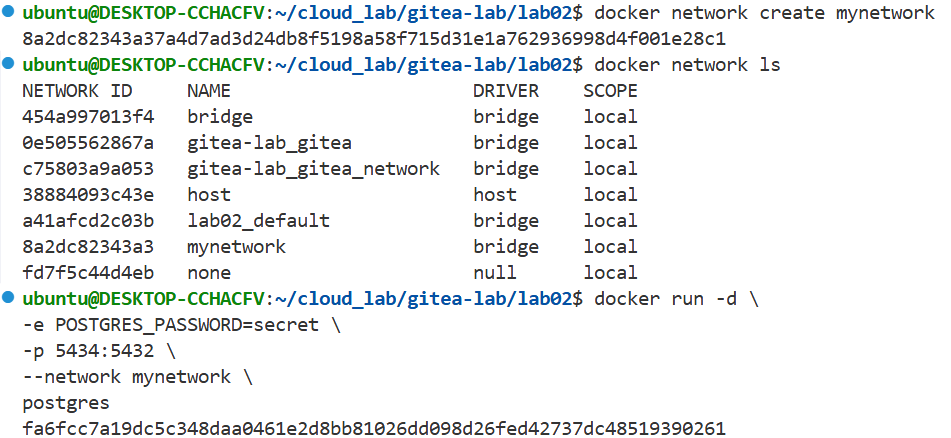 ubuntu@DESKTOP-CCHACFV:~/cloud_lab/gitea-lab/lab02$ docker network create mynetwork
8a2dc82343a37a4d7ad3d24db8f5198a58f715d31e1a762936998d4f001e28c1
ubuntu@DESKTOP-CCHACFV:~/cloud_lab/gitea-lab/lab02$ docker network ls
NETWORK ID     NAME                      DRIVER    SCOPE
454a997013f4   bridge                    bridge    local
0e505562867a   gitea-lab_gitea           bridge    local
c75803a9a053   gitea-lab_gitea_network   bridge    local
38884093c43e   host                      host      local
a41afcd2c03b   lab02_default             bridge    local
8a2dc82343a3   mynetwork                 bridge    local
fd7f5c44d4eb   none                      null      local
ubuntu@DESKTOP-CCHACFV:~/cloud_lab/gitea-lab/lab02$ docker run -d \
-e POSTGRES_PASSWORD=secret \
-p 5434:5432 \
--network mynetwork \
postgres
fa6fcc7a19dc5c348daa0461e2d8bb81026dd098d26fed42737dc48519390261